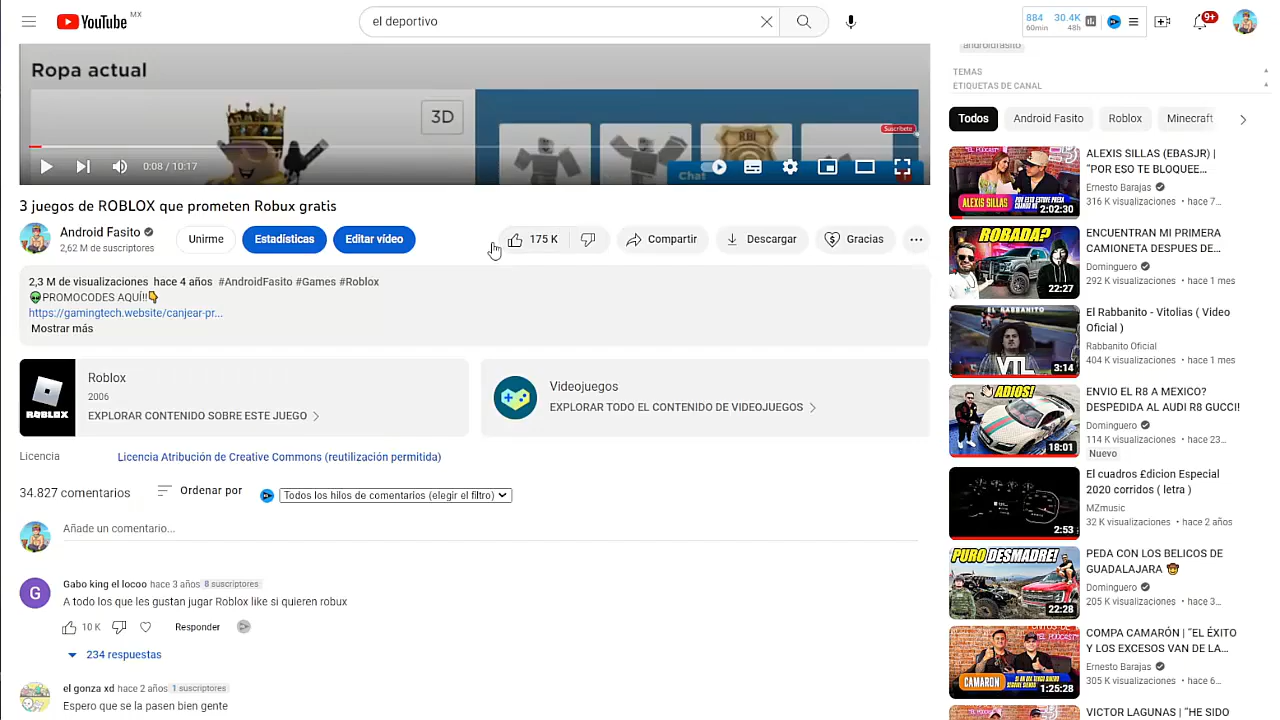 YouTube MX
el deportivo
884
60min
30.4K
48h
9+
Ropa actual
3D
Suscríbete
0:08 / 10:17
Chat
3 juegos de ROBLOX que prometen Robux gratis
Android Fasito
2,62 M de suscriptores
Unirme
Estadísticas
Editar vídeo
175 K
Compartir
Descargar
Gracias
2,3 M de visualizaciones hace 4 años #AndroidFasito #Games #Roblox
👽PROMOCODES AQUÍ!!👇
https://gamingtech.website/canjear-pr...
Mostrar más
ROBLOX
Roblox
2006
EXPLORAR CONTENIDO SOBRE ESTE JUEGO
Videojuegos
EXPLORAR TODO EL CONTENIDO DE VIDEOJUEGOS
Licencia
Licencia Atribución de Creative Commons (reutilización permitida)
34.827 comentarios
Ordenar por
Todos los hilos de comentarios (elegir el filtro)
Añade un comentario...
G
Gabo king el locoo hace 3 años 8 suscriptores
A todo los que les gustan jugar Roblox like si quieren robux
10 K
Responder
234 respuestas
el gonza xd hace 2 años 1 suscriptores
Espero que se la pasen bien gente
androidfasito
TEMAS
ETIQUETAS DE CANAL
Todos
Android Fasito
Roblox
Minecraft
ALEXIS SILLAS
2:02:30
ALEXIS SILLAS (EBASJR) |
"POR ESO TE BLOQUEE...
Ernesto Barajas
316 K visualizaciones • hace 7...
ROBADA?
22:27
ENCUENTRAN MI PRIMERA
CAMIONETA DESPUES DE...
Dominguero
292 K visualizaciones • hace 1 mes
EL RABBANITO
VTL
3:14
El Rabbanito - Vitolias ( Video
Oficial )
Rabbanito Oficial
404 K visualizaciones • hace 1 mes
¡ADIOS!
18:01
ENVIO EL R8 A MEXICO?
DESPEDIDA AL AUDI R8 GUCCI!
Dominguero
114 K visualizaciones • hace 23...
Nuevo
2:53
El cuadros £dicion Especial
2020 corridos ( letra )
MZmusic
32 K visualizaciones • hace 2 años
PURO DESMADRE!
22:28
PEDA CON LOS BELICOS DE
GUADALAJARA 🤠
Dominguero
205 K visualizaciones • hace 3...
CAMARON
1:25:28
COMPA CAMARÓN | "EL ÉXITO
Y LOS EXCESOS VAN DE LA...
Ernesto Barajas
305 K visualizaciones • hace 6...
VICTOR LAGUNAS | "HE SIDO